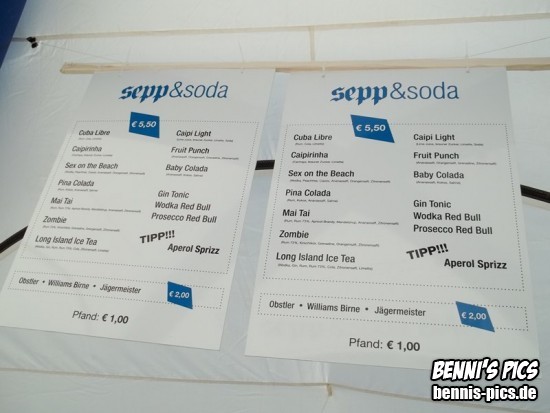 sepp&soda
€ 5,50
Cuba Libre
Caipirinha
Sex on the Beach
Pina Colada
Mai Tai
Zombie
Long Island Ice Tea
Caipi Light
Fruit Punch
Baby Colada
Gin Tonic
Wodka Red Bull
Prosecco Red Bull
TIPP!!!
Aperol Sprizz
Obstler • Williams Birne • Jägermeister
€ 2,00
Pfand: € 1,00
sepp&soda
€ 5,50
Cuba Libre
Caipirinha
Sex on the Beach
Pina Colada
Mai Tai
Zombie
Long Island Ice Tea
Caipi Light
Fruit Punch
Baby Colada
Gin Tonic
Wodka Red Bull
Prosecco Red Bull
TIPP!!!
Aperol Sprizz
Obstler • Williams Birne • Jägermeister
€ 2,00
Pfand: € 1,00
BENNI'S PICS
bennis-pics.de